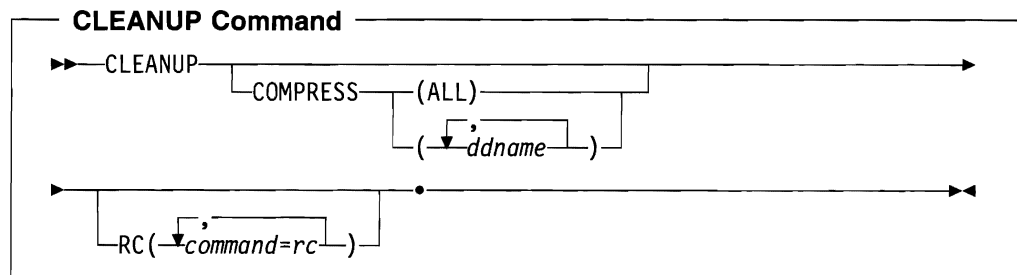 CLEANUP Command
CLEANUP
COMPRESS (ALL)
,
( ddname )
.
,
RC( command=rc )